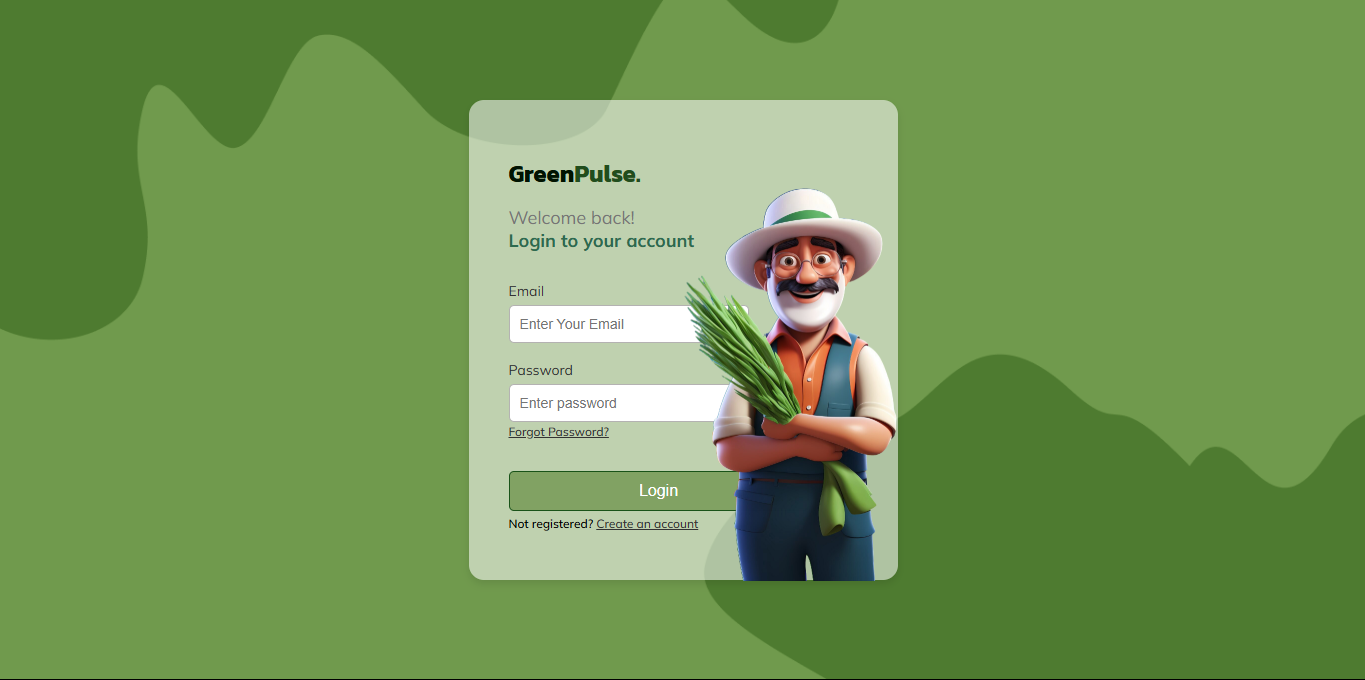 GreenPulse.
Welcome back!
Login to your account
Email
Enter Your Email
Password
Enter password
Forgot Password?
Login
Not registered? Create an account